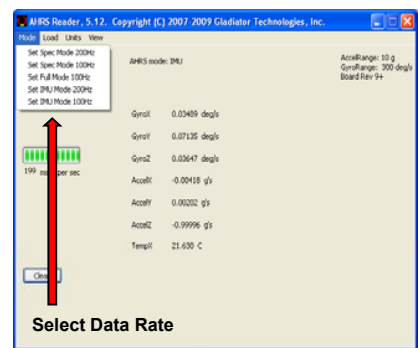 AHRS Reader, 5.12. Copyright (C) 2007 2009 Gladiator Technologies, Inc.
Mode Load Units View
Set Spec Mode 200Hz
Set Spec Mode 100Hz
Set Full Mode 100Hz
Set IMU Mode 200Hz
Set IMU Mode 100Hz
AHRS mode: IMU
AccelRange: 10 g
GyroRange: 300 deg/s
Board Rev 9+
GyroX 0.03489 deg/s
GyroY 0.07135 deg/s
GyroZ 0.03647 deg/s
199 per sec
AccelX -0.00418 g's
AccelY 0.00202 g's
AccelZ -0.99996 g's
TempX 21.630 C
Select Data Rate